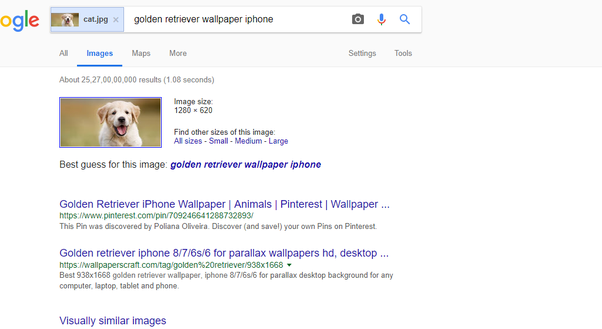 ogle
cat.jpg × golden retriever wallpaper iphone
All Images Maps More Settings Tools
About 25,27,00,00,000 results (1.08 seconds)
Image size:
1280 × 620
Find other sizes of this image:
All sizes - Small - Medium - Large
Best guess for this image: golden retriever wallpaper iphone
Golden Retriever iPhone Wallpaper | Animals | Pinterest | Wallpaper ...
https://www.pinterest.com/pin/709246641288732893/
This Pin was discovered by Poliana Oliveira. Discover (and save!) your own Pins on Pinterest.
Golden retriever iphone 8/7/6s/6 for parallax wallpapers hd, desktop ...
https://wallpaperscraft.com/tag/golden%20retriever/938x1668
Best 938x1668 golden retriever wallpaper, iphone 8/7/6s/6 for parallax desktop background for any
computer, laptop, tablet and phone.
Visually similar images